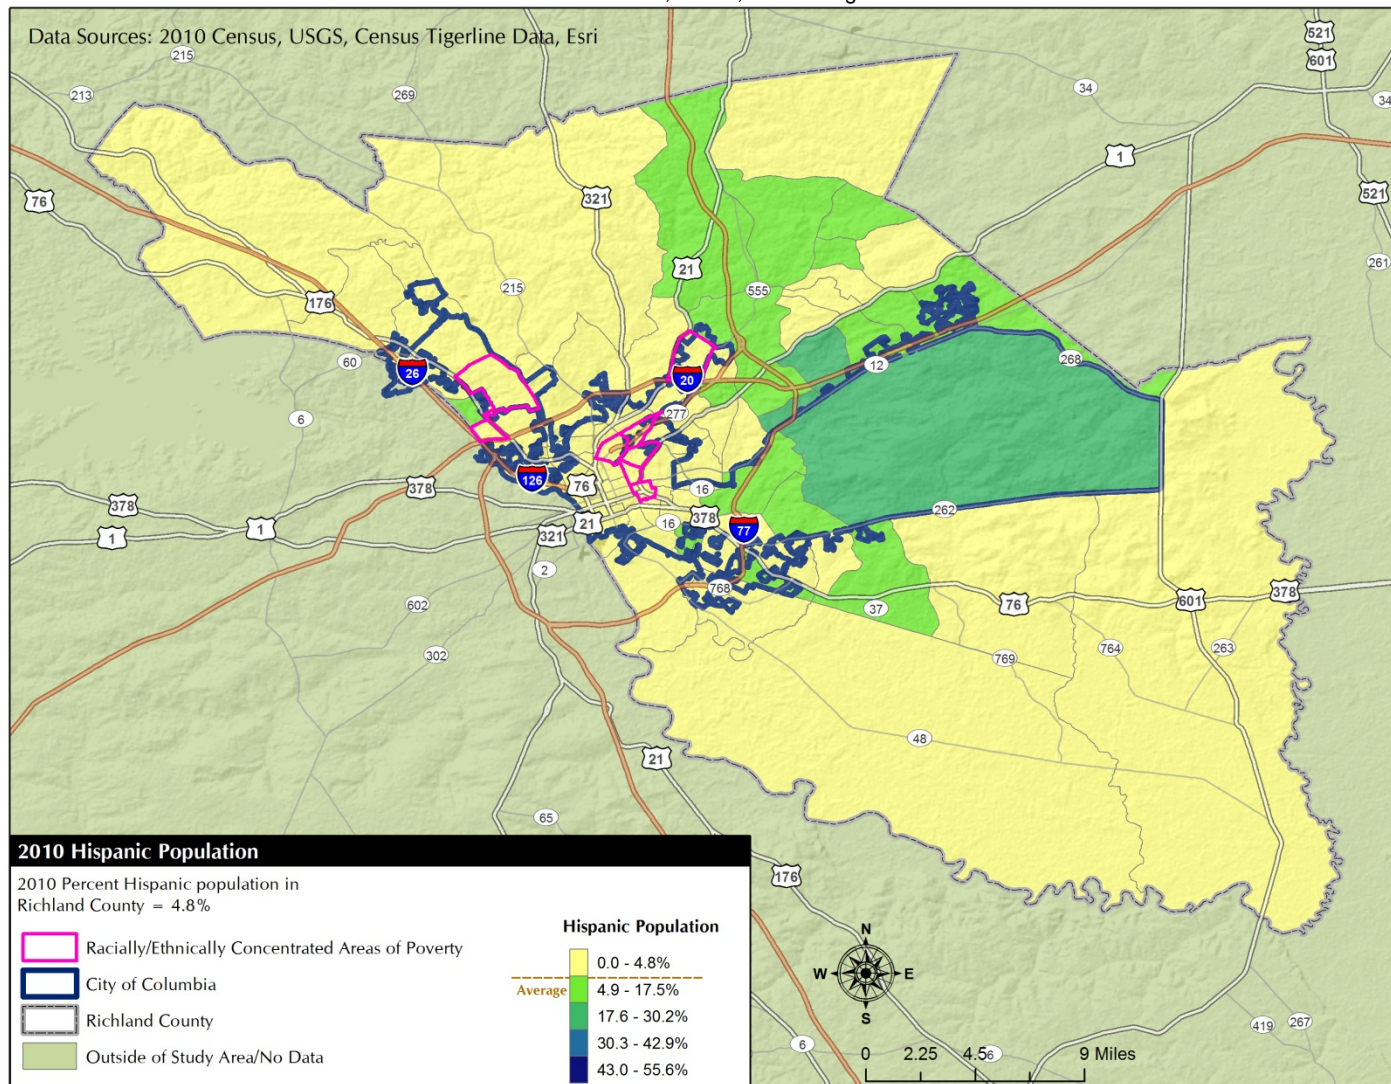 Data Sources: 2010 Census, USGS, Census Tigerline Data, Esri
215
213
269
521
601
34
34
1
76
321
521
21
261
176
215
555
60
26
20
12
268
6
277
126
76
378
16
378
1
1
378
21
16
378
77
262
321
2
768
602
37
76
601
378
302
769
764
263
48
21
65
176
2010 Hispanic Population
2010 Percent Hispanic population in
Richland County = 4.8%
Racially/Ethnically Concentrated Areas of Poverty
City of Columbia
Richland County
Outside of Study Area/No Data
Hispanic Population
0.0 - 4.8%
Average
4.9 - 17.5%
17.6 - 30.2%
30.3 - 42.9%
43.0 - 55.6%
N
W
E
S
419
267
6
6
0 2.25 4.5 9 Miles